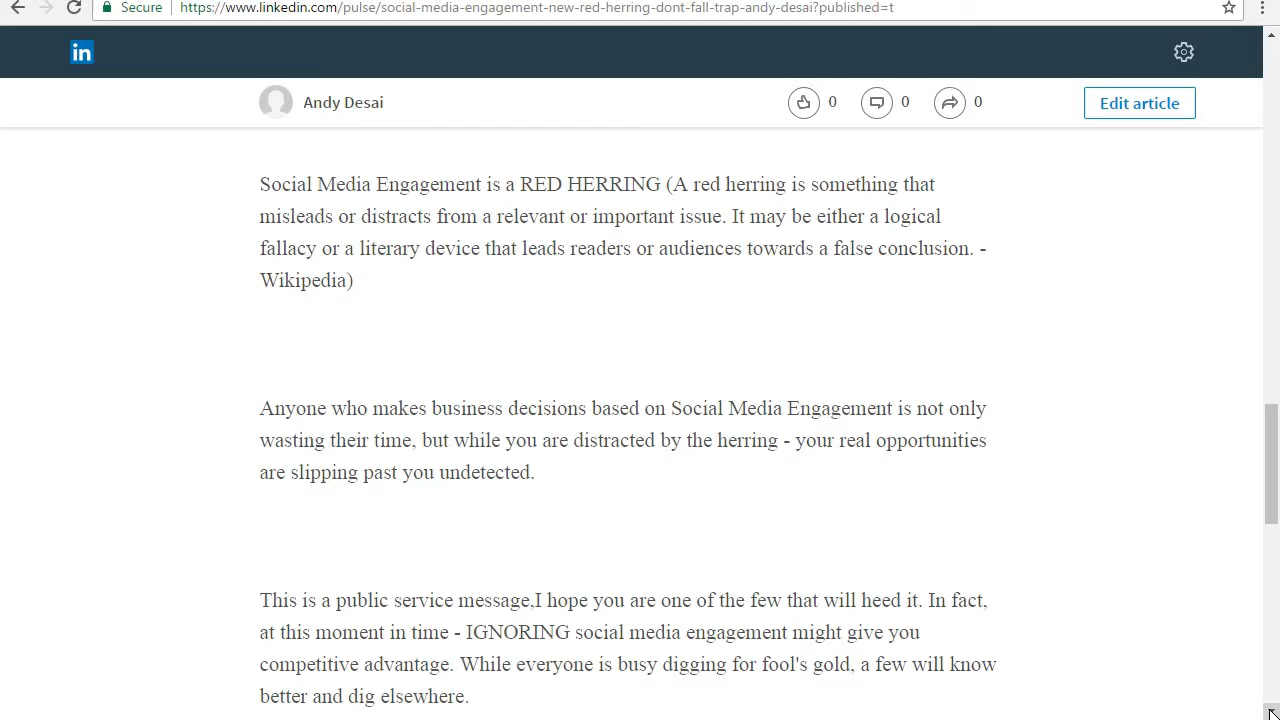 Secure
https://www.linkedin.com/pulse/social-media-engagement-new-red-herring-dont-fall-trap-andy-desai?published=t
in
Andy Desai
0
0
0
Edit article
Social Media Engagement is a RED HERRING (A red herring is something that
misleads or distracts from a relevant or important issue. It may be either a logical
fallacy or a literary device that leads readers or audiences towards a false conclusion. -
Wikipedia)
Anyone who makes business decisions based on Social Media Engagement is not only
wasting their time, but while you are distracted by the herring - your real opportunities
are slipping past you undetected.
This is a public service message,I hope you are one of the few that will heed it. In fact,
at this moment in time - IGNORING social media engagement might give you
competitive advantage. While everyone is busy digging for fool's gold, a few will know
better and dig elsewhere.